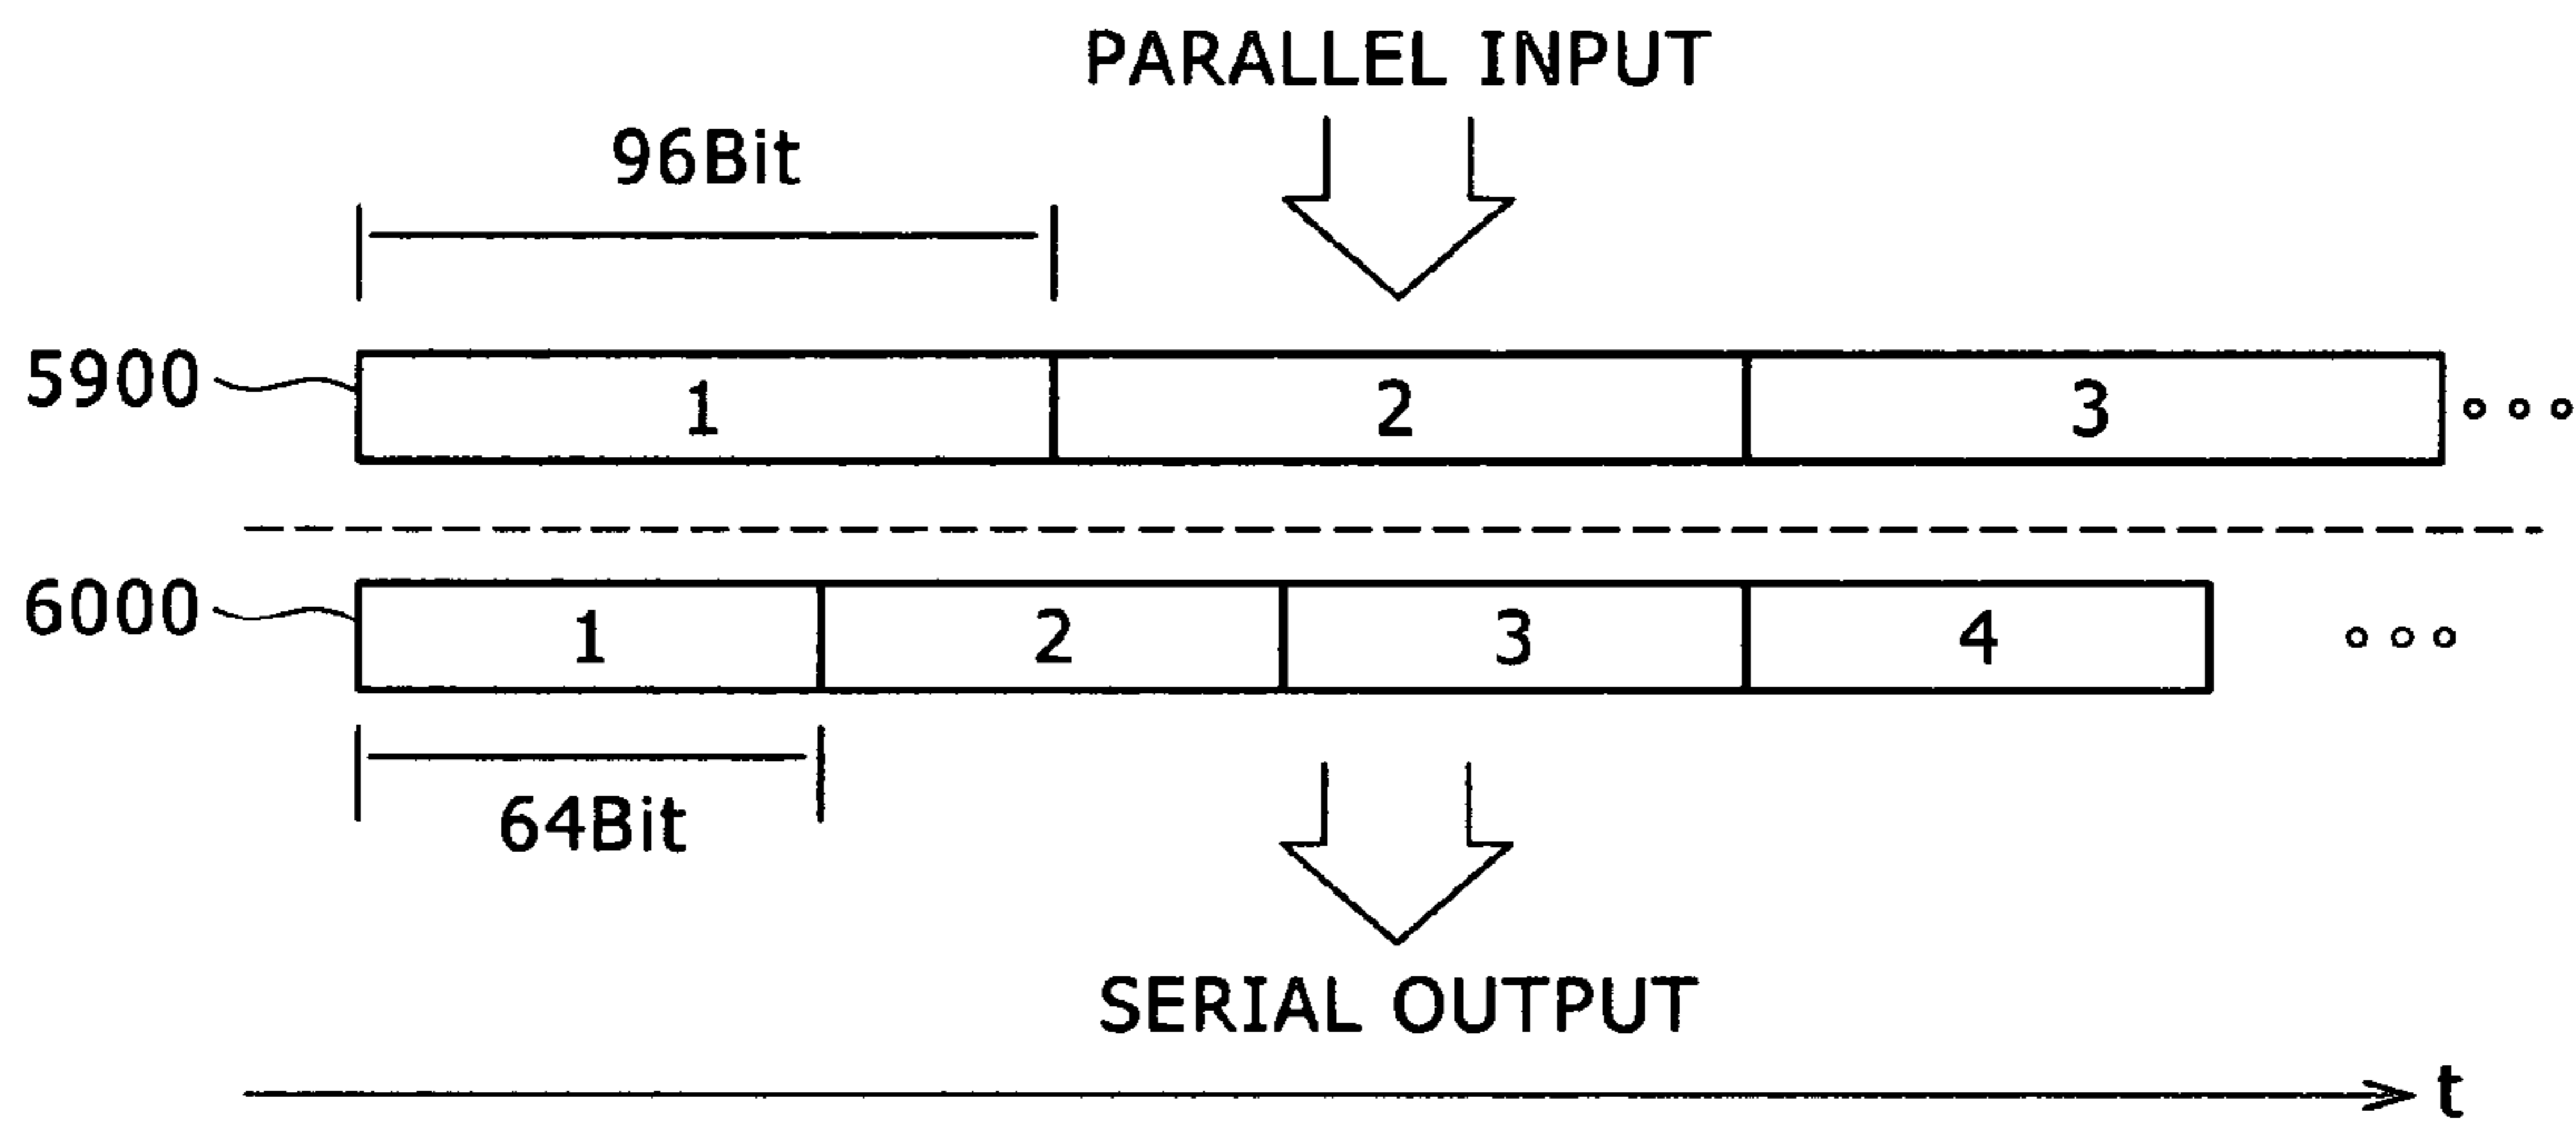 PARALLEL INPUT
96Bit
5900 1 2 3
6000 1 2 3 4
64Bit
SERIAL OUTPUT
t